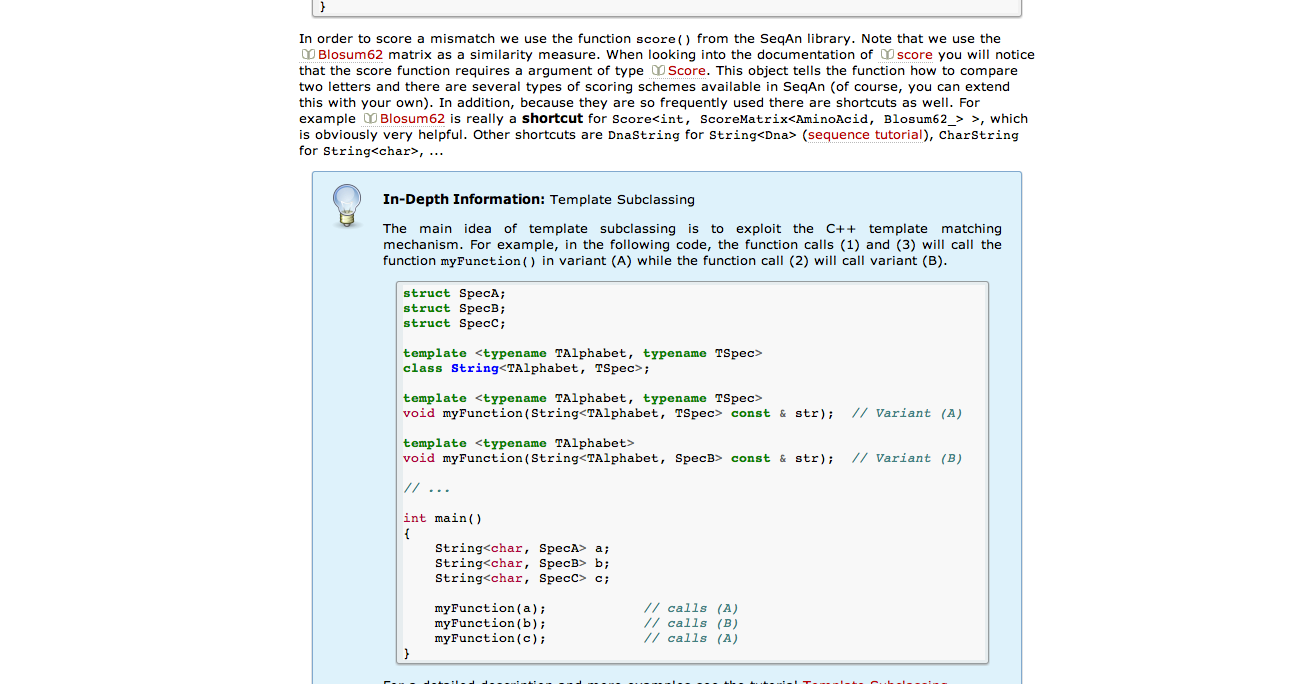 }
In order to score a mismatch we use the function score() from the SeqAn library. Note that we use the
Blosum62 matrix as a similarity measure. When looking into the documentation of score you will notice
that the score function requires a argument of type Score. This object tells the function how to compare
two letters and there are several types of scoring schemes available in SeqAn (of course, you can extend
this with your own). In addition, because they are so frequently used there are shortcuts as well. For
example Blosum62 is really a shortcut for Score<int, ScoreMatrix<AminoAcid, Blosum62_> >, which
is obviously very helpful. Other shortcuts are DnaString for String<Dna> (sequence tutorial), CharString
for String<char>, ...
In-Depth Information: Template Subclassing
The main idea of template subclassing is to exploit the C++ template matching
mechanism. For example, in the following code, the function calls (1) and (3) will call the
function myFunction() in variant (A) while the function call (2) will call variant (B).
struct SpecA;
struct SpecB;
struct SpecC;
template <typename TAlphabet, typename TSpec>
class String<TAlphabet, TSpec>;
template <typename TAlphabet, typename TSpec>
void myFunction(String<TAlphabet, TSpec> const & str);  // Variant (A)
template <typename TAlphabet>
void myFunction(String<TAlphabet, SpecB> const & str);  // Variant (B)
// ...
int main()
{
    String<char, SpecA> a;
    String<char, SpecB> b;
    String<char, SpecC> c;
    myFunction(a);            // calls (A)
    myFunction(b);            // calls (B)
    myFunction(c);            // calls (A)
}
For a detailed description and more examples see the tutorial Template Subclassing